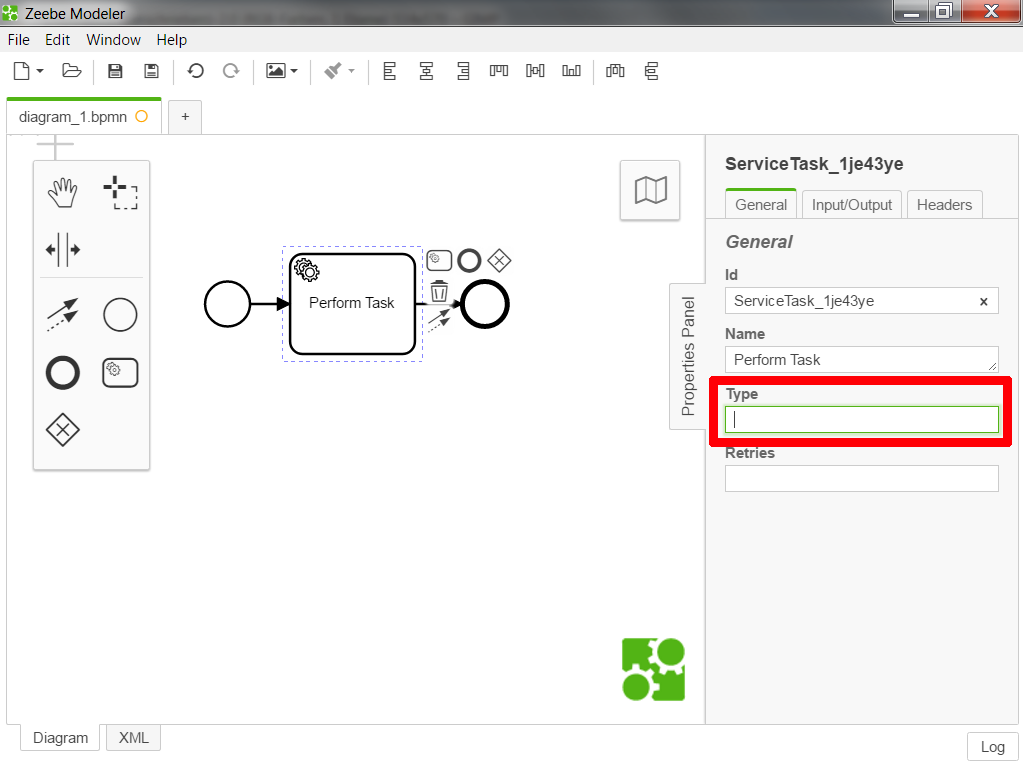 Zeebe Modeler
File Edit Window Help
diagram_1.bpmn
+
ServiceTask_1je43ye
General Input/Output Headers
General
Id
ServiceTask_1je43ye
Name
Perform Task
Type
Retries
Perform Task
Properties Panel
Diagram XML
Log